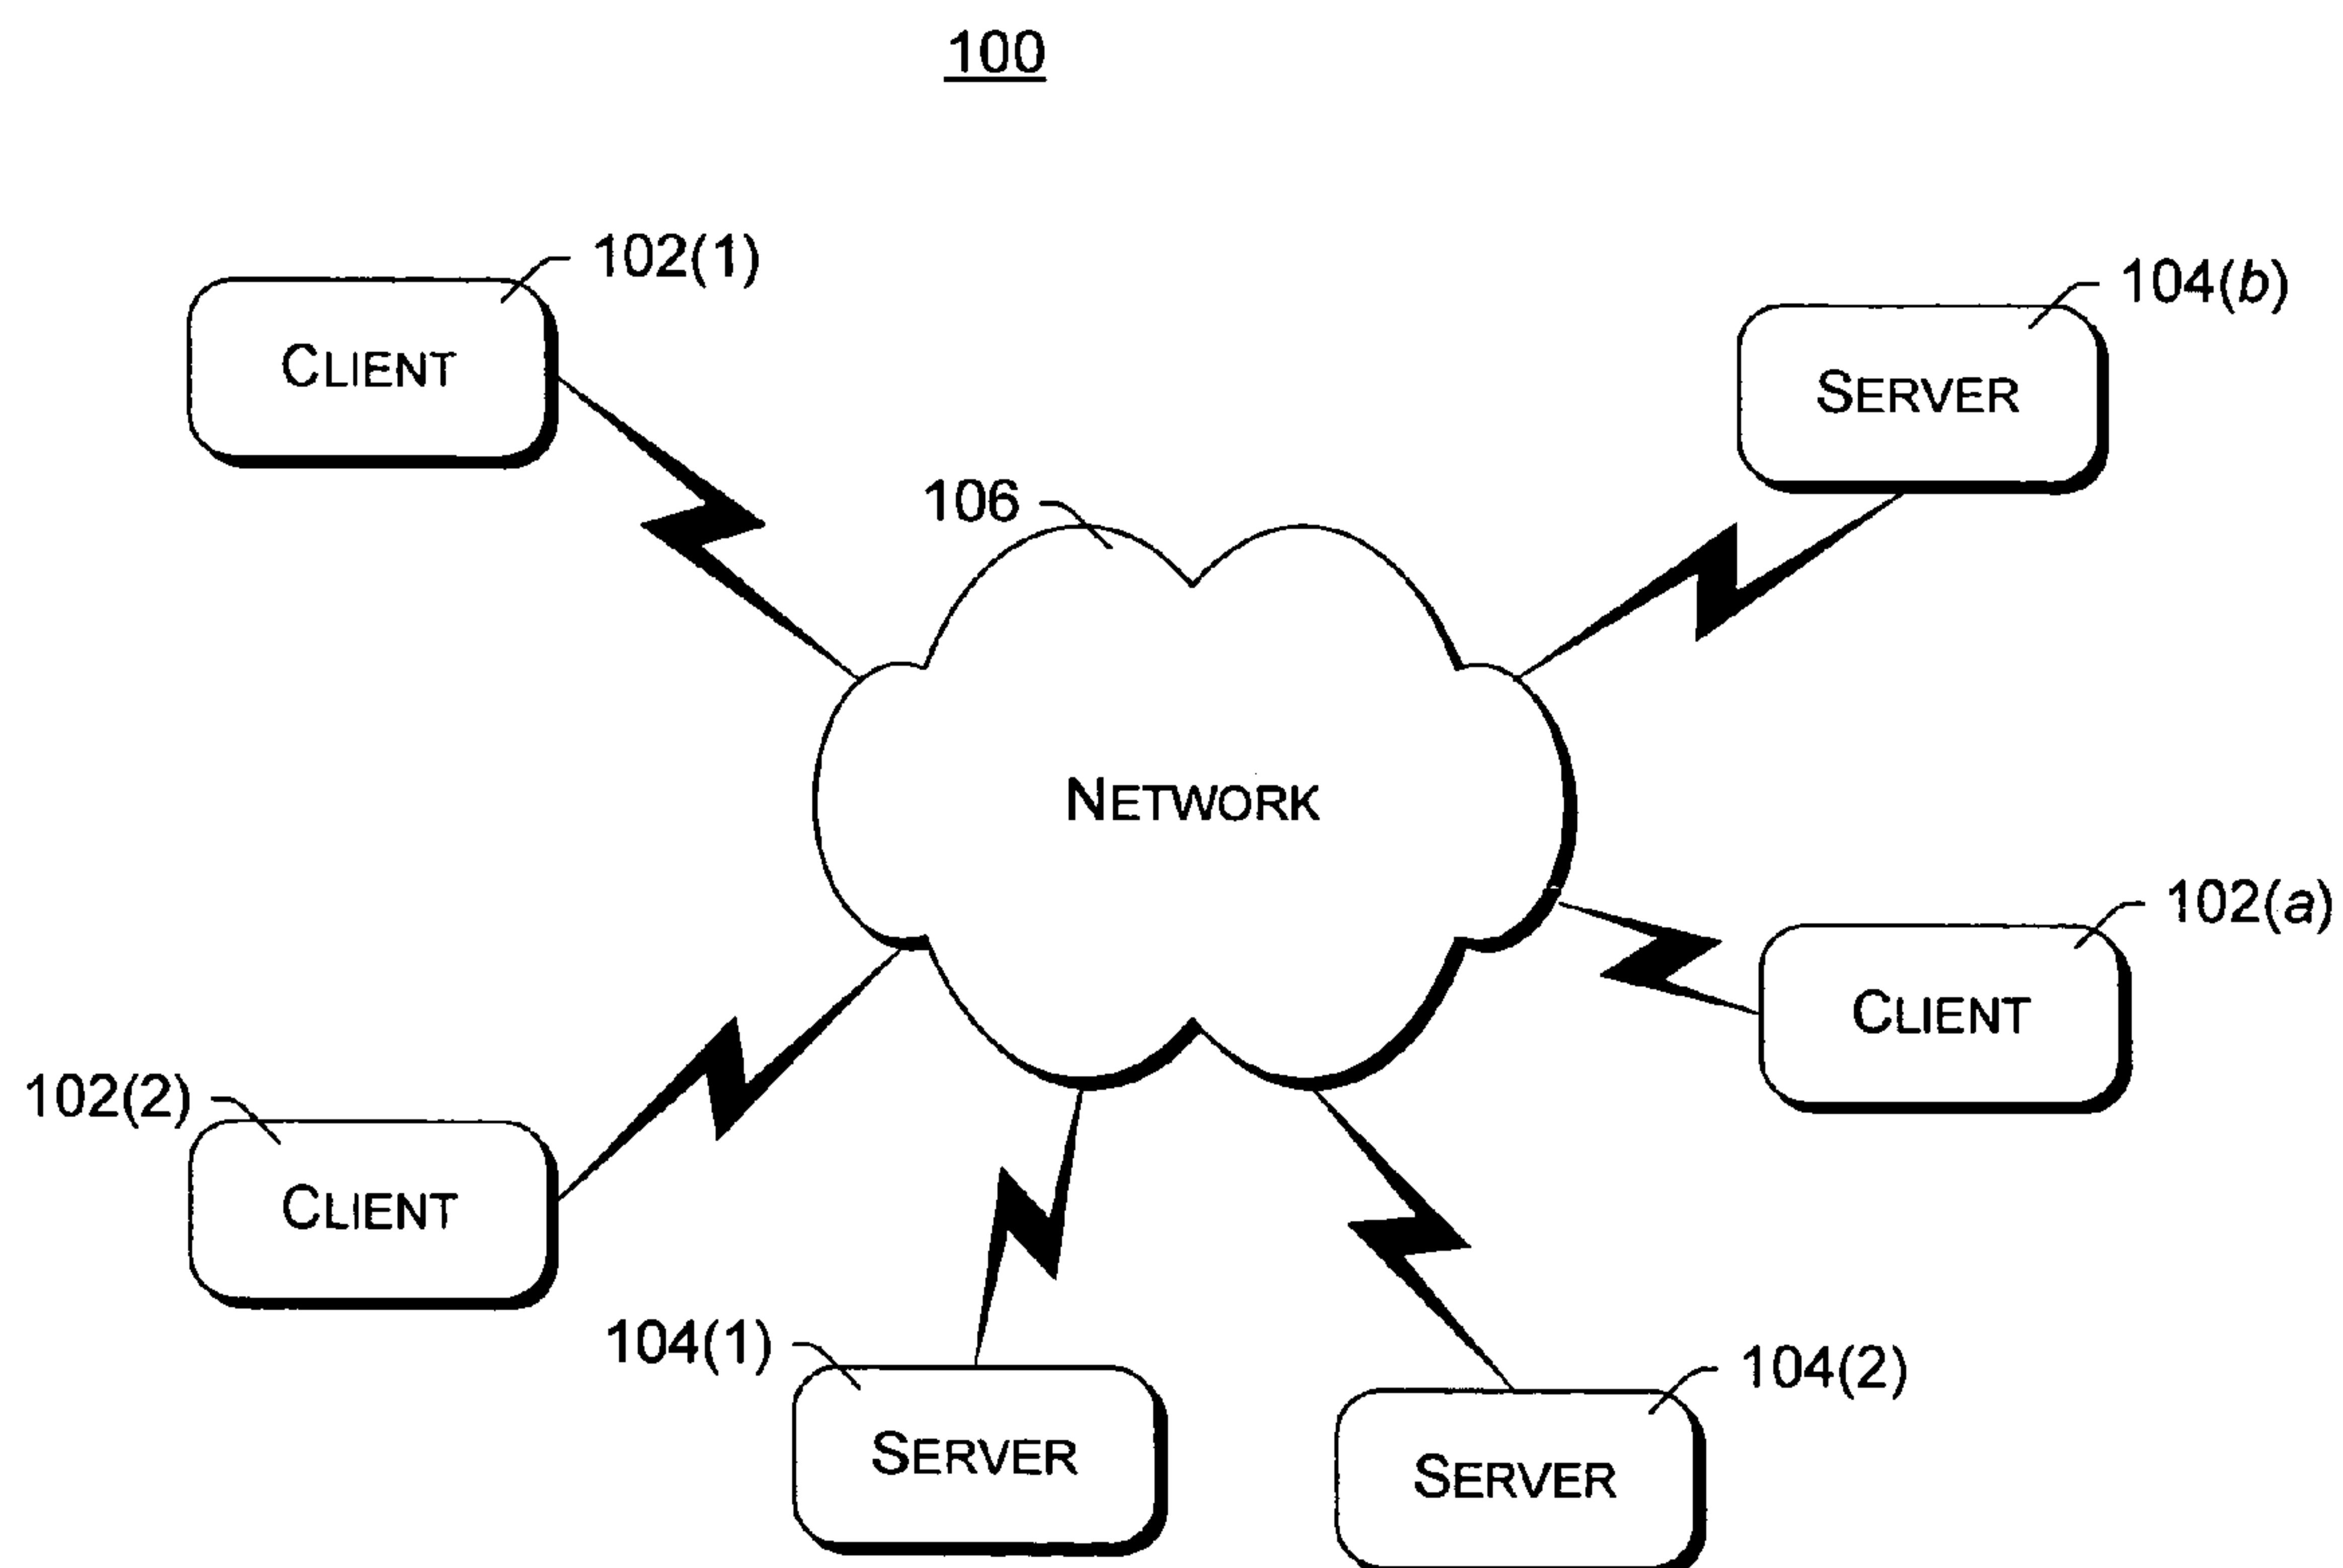 100
102(1)
CLIENT
104(b)
SERVER
106
NETWORK
102(a)
CLIENT
102(2)
CLIENT
104(1)
SERVER
104(2)
SERVER